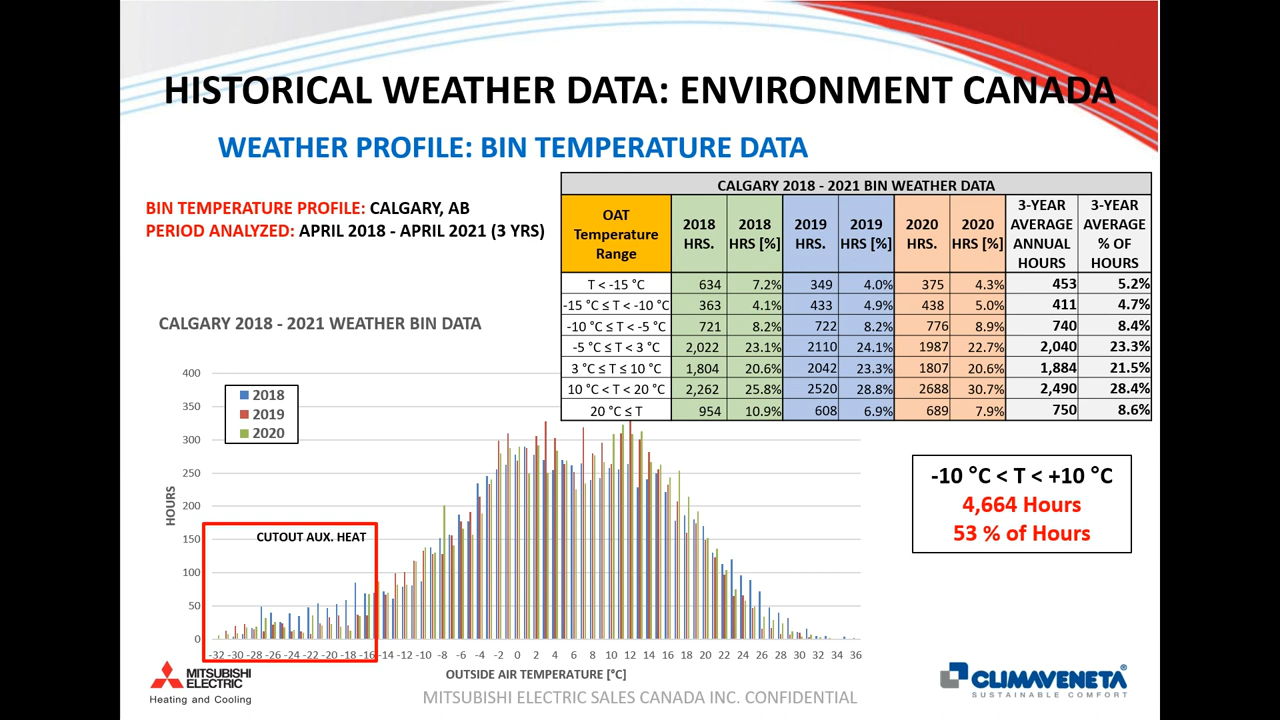 HISTORICAL WEATHER DATA: ENVIRONMENT CANADA
WEATHER PROFILE: BIN TEMPERATURE DATA
BIN TEMPERATURE PROFILE: CALGARY, AB
PERIOD ANALYZED: APRIL 2018 - APRIL 2021 (3 YRS)
CALGARY 2018 - 2021 BIN WEATHER DATA
OAT Temperature Range | 2018 HRS. | 2018 HRS [%] | 2019 HRS. | 2019 HRS [%] | 2020 HRS. | 2020 HRS [%] | 3-YEAR AVERAGE ANNUAL HOURS | 3-YEAR AVERAGE % OF HOURS
T < -15 °C | 634 | 7.2% | 349 | 4.0% | 375 | 4.3% | 453 | 5.2%
-15 °C ≤ T < -10 °C | 363 | 4.1% | 433 | 4.9% | 438 | 5.0% | 411 | 4.7%
-10 °C ≤ T < -5 °C | 721 | 8.2% | 722 | 8.2% | 776 | 8.9% | 740 | 8.4%
-5 °C ≤ T < 3 °C | 2,022 | 23.1% | 2110 | 24.1% | 1987 | 22.7% | 2,040 | 23.3%
3 °C ≤ T ≤ 10 °C | 1,804 | 20.6% | 2042 | 23.3% | 1807 | 20.6% | 1,884 | 21.5%
10 °C < T < 20 °C | 2,262 | 25.8% | 2520 | 28.8% | 2688 | 30.7% | 2,490 | 28.4%
20 °C ≤ T | 954 | 10.9% | 608 | 6.9% | 689 | 7.9% | 750 | 8.6%
CALGARY 2018 - 2021 WEATHER BIN DATA
400
350
300
250
200
150
100
50
0
HOURS
2018
2019
2020
CUTOUT AUX. HEAT
-32 -30 -28 -26 -24 -22 -20 -18 -16 -14 -12 -10 -8 -6 -4 -2 0 2 4 6 8 10 12 14 16 18 20 22 24 26 28 30 32 34 36
OUTSIDE AIR TEMPERATURE [°C]
-10 °C < T < +10 °C
4,664 Hours
53 % of Hours
MITSUBISHI
ELECTRIC
Heating and Cooling
MITSUBISHI ELECTRIC SALES CANADA INC. CONFIDENTIAL
CLIMAVENETA®
SUSTAINABLE COMFORT